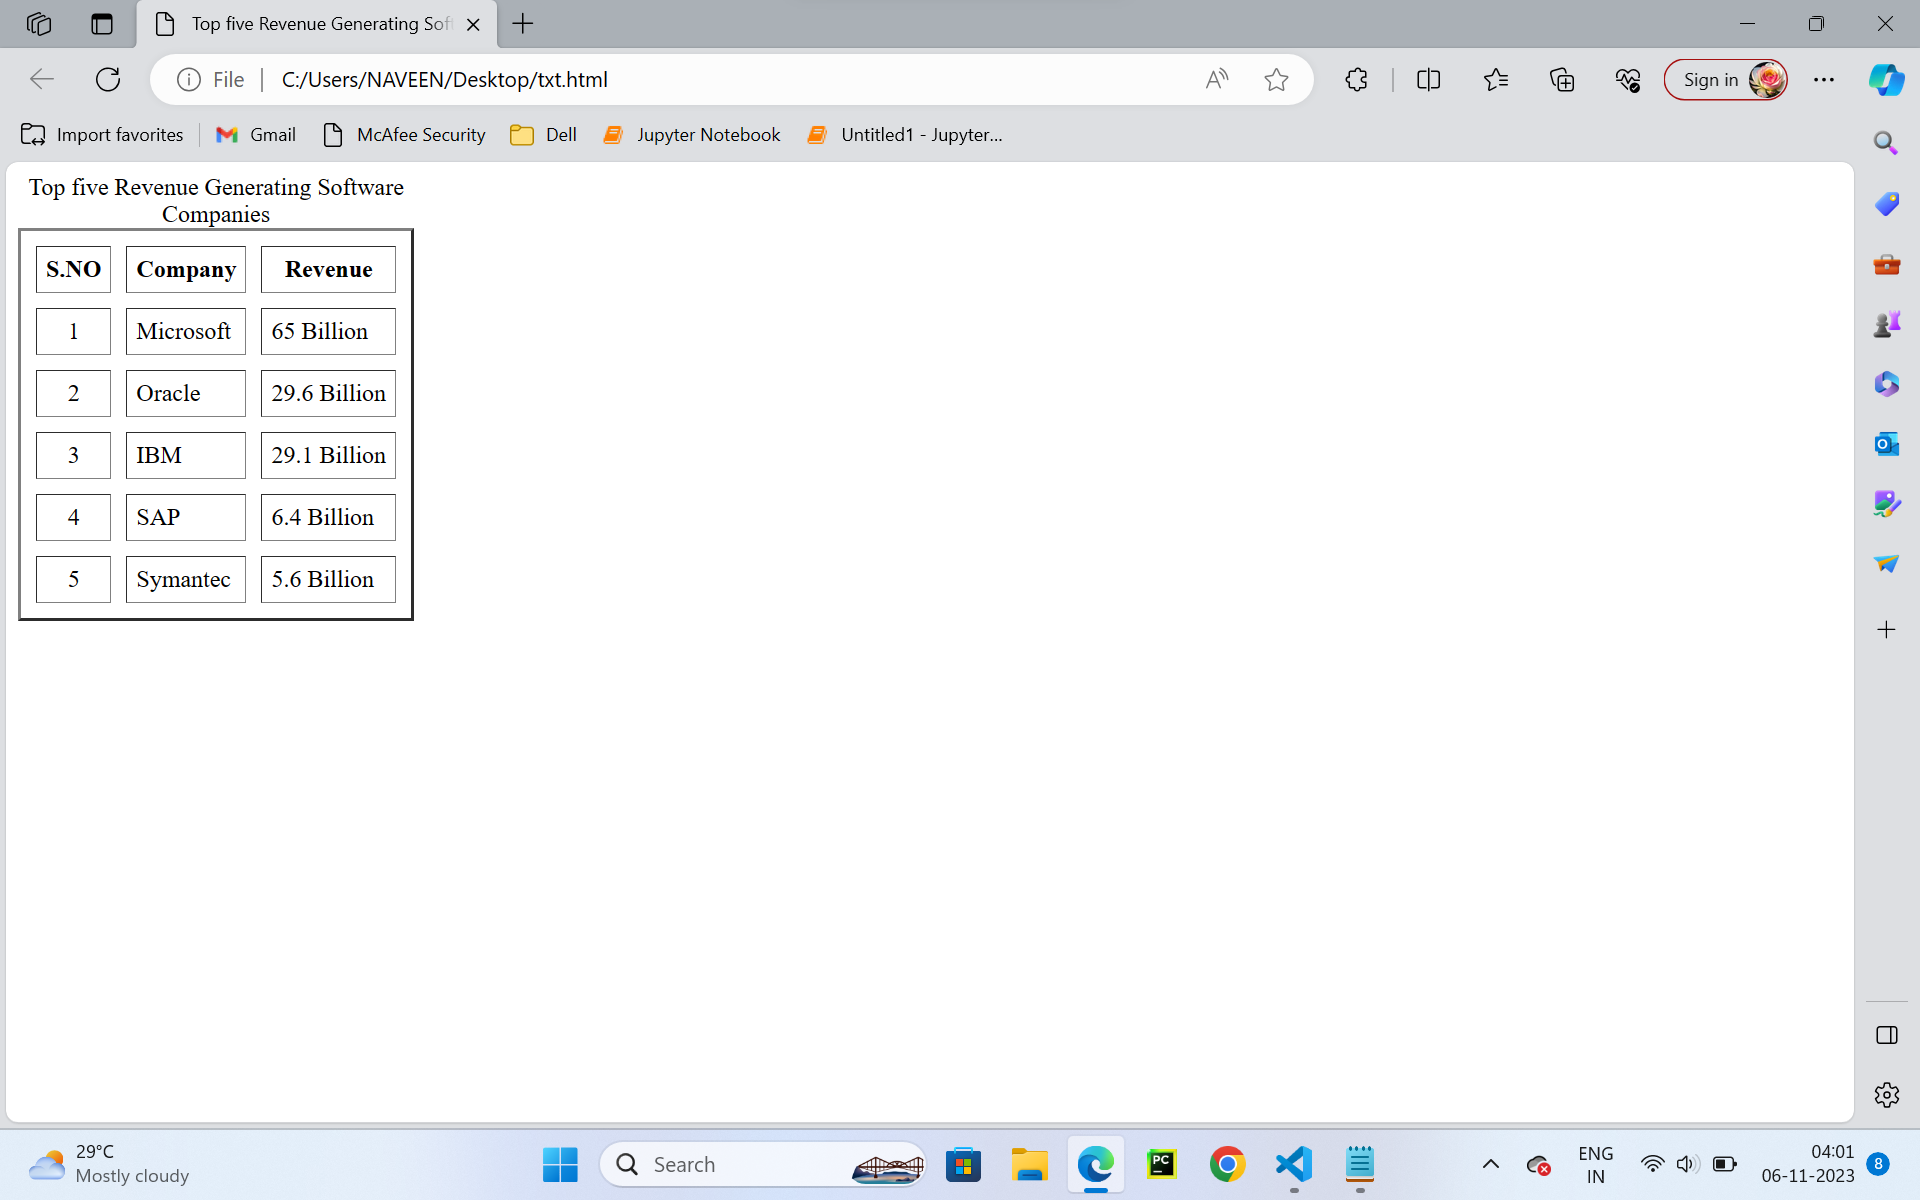 Top five Revenue Generating Soft
File
C:/Users/NAVEEN/Desktop/txt.html
Sign in
Import favorites
Gmail
McAfee Security
Dell
Jupyter Notebook
Untitled1 - Jupyter...
Top five Revenue Generating Software
Companies
S.NO Company Revenue
1 Microsoft 65 Billion
2 Oracle 29.6 Billion
3 IBM 29.1 Billion
4 SAP 6.4 Billion
5 Symantec 5.6 Billion
29°C
Mostly cloudy
Search
PC
ENG
IN
04:01
06-11-2023
8